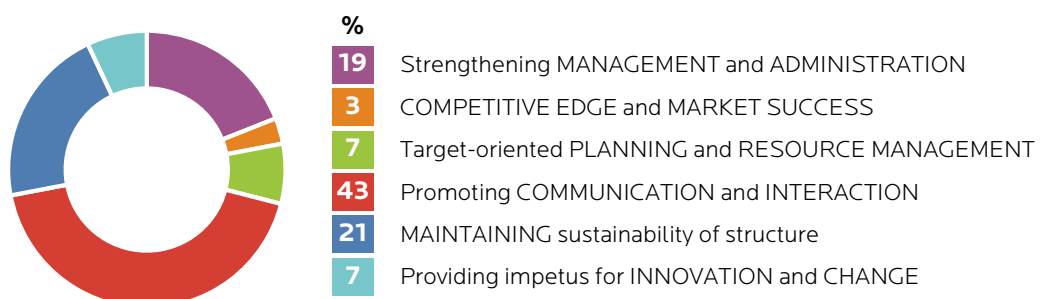 %
19 Strengthening MANAGEMENT and ADMINISTRATION
3 COMPETITIVE EDGE and MARKET SUCCESS
7 Target-oriented PLANNING and RESOURCE MANAGEMENT
43 Promoting COMMUNICATION and INTERACTION
21 MAINTAINING sustainability of structure
7 Providing impetus for INNOVATION and CHANGE